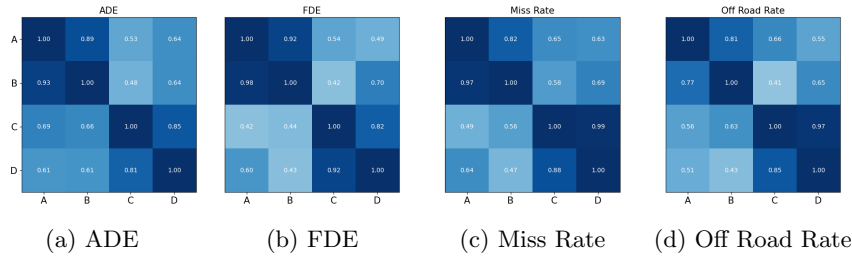 ADE FDE Miss Rate Off Road Rate
A 1.00 0.89 0.53 0.64 1.00 0.92 0.54 0.49 1.00 0.82 0.65 0.63 1.00 0.81 0.66 0.55
B 0.93 1.00 0.48 0.64 0.98 1.00 0.42 0.70 0.97 1.00 0.58 0.69 0.77 1.00 0.41 0.65
C 0.69 0.66 1.00 0.85 0.42 0.44 1.00 0.82 0.49 0.56 1.00 0.99 0.56 0.63 1.00 0.97
D 0.61 0.61 0.81 1.00 0.60 0.43 0.92 1.00 0.64 0.47 0.88 1.00 0.51 0.43 0.85 1.00
A B C D A B C D A B C D A B C D
(a) ADE (b) FDE (c) Miss Rate (d) Off Road Rate